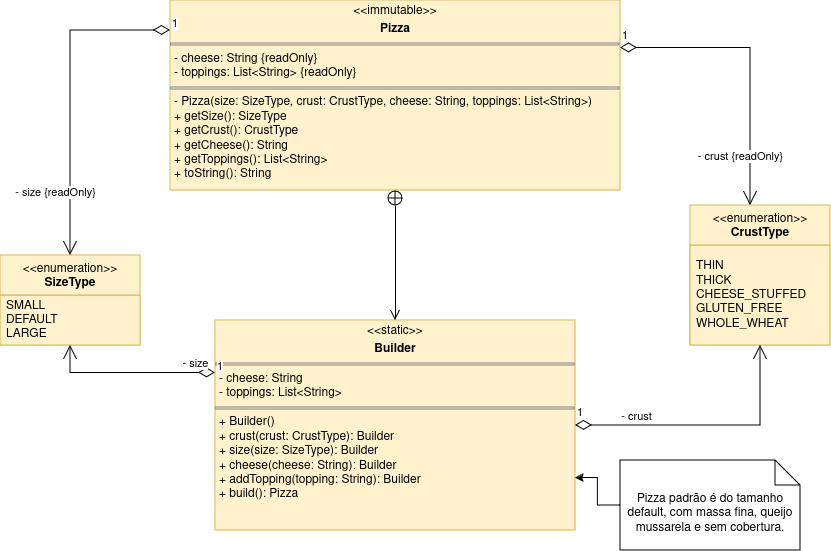 <<immutable>>
Pizza
1
1
- cheese: String {readOnly}
- toppings: List<String> {readOnly}
- Pizza(size: SizeType, crust: CrustType, cheese: String, toppings: List<String>)
+ getSize(): SizeType
+ getCrust(): CrustType
+ getCheese(): String
+ getToppings(): List<String>
+ toString(): String
- size {readOnly}
- crust {readOnly}
<<enumeration>>
SizeType
SMALL
DEFAULT
LARGE
<<enumeration>>
CrustType
THIN
THICK
CHEESE_STUFFED
GLUTEN_FREE
WHOLE_WHEAT
<<static>>
Builder
- size
1
- cheese: String
- toppings: List<String>
+ Builder()
+ crust(crust: CrustType): Builder
+ size(size: SizeType): Builder
+ cheese(cheese: String): Builder
+ addTopping(topping: String): Builder
+ build(): Pizza
1
- crust
Pizza padrão é do tamanho
default, com massa fina, queijo
mussarela e sem cobertura.